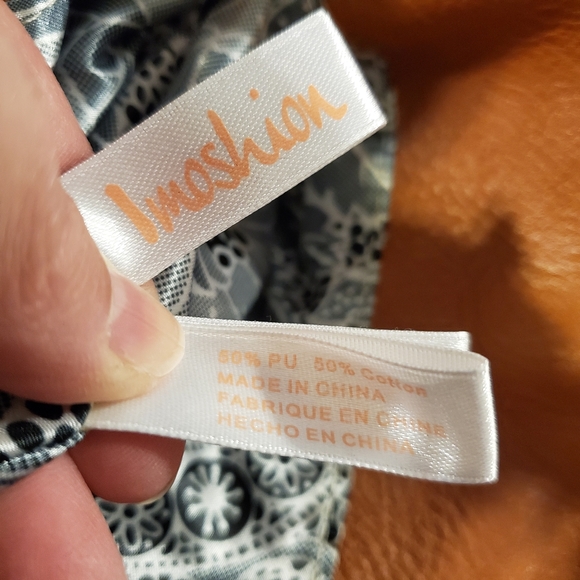 Imoshion
50% PU 50% Cotton
MADE IN CHINA
FABRIQUE EN CHINE
HECHO EN CHINA